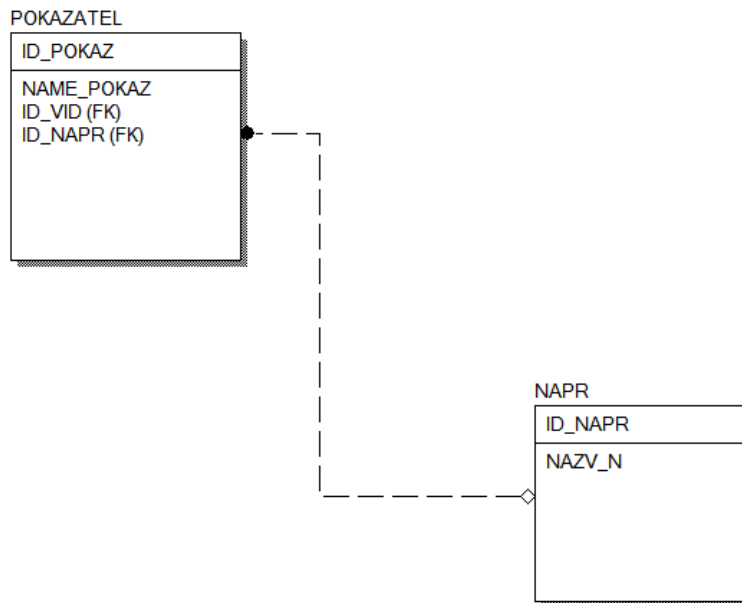 POKAZATEL
ID_POKAZ
NAME_POKAZ
ID_VID (FK)
ID_NAPR (FK)
NAPR
ID_NAPR
NAZV_N